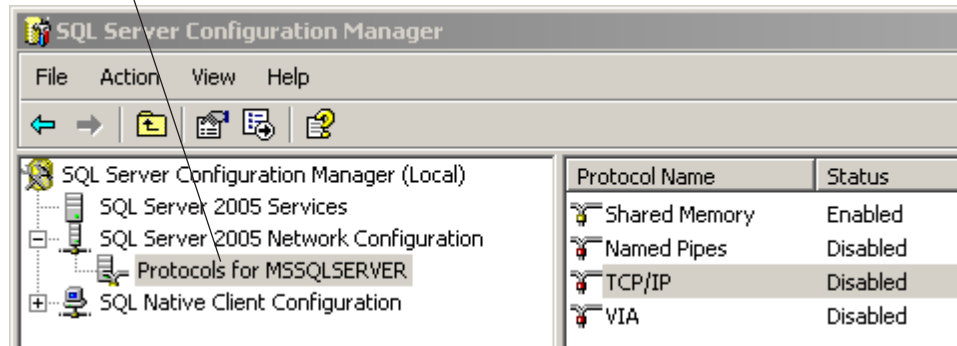 SQL Server Configuration Manager
File Action View Help
SQL Server Configuration Manager (Local)
SQL Server 2005 Services
SQL Server 2005 Network Configuration
Protocols for MSSQLSERVER
SQL Native Client Configuration
Protocol Name Status
Shared Memory Enabled
Named Pipes Disabled
TCP/IP Disabled
VIA Disabled